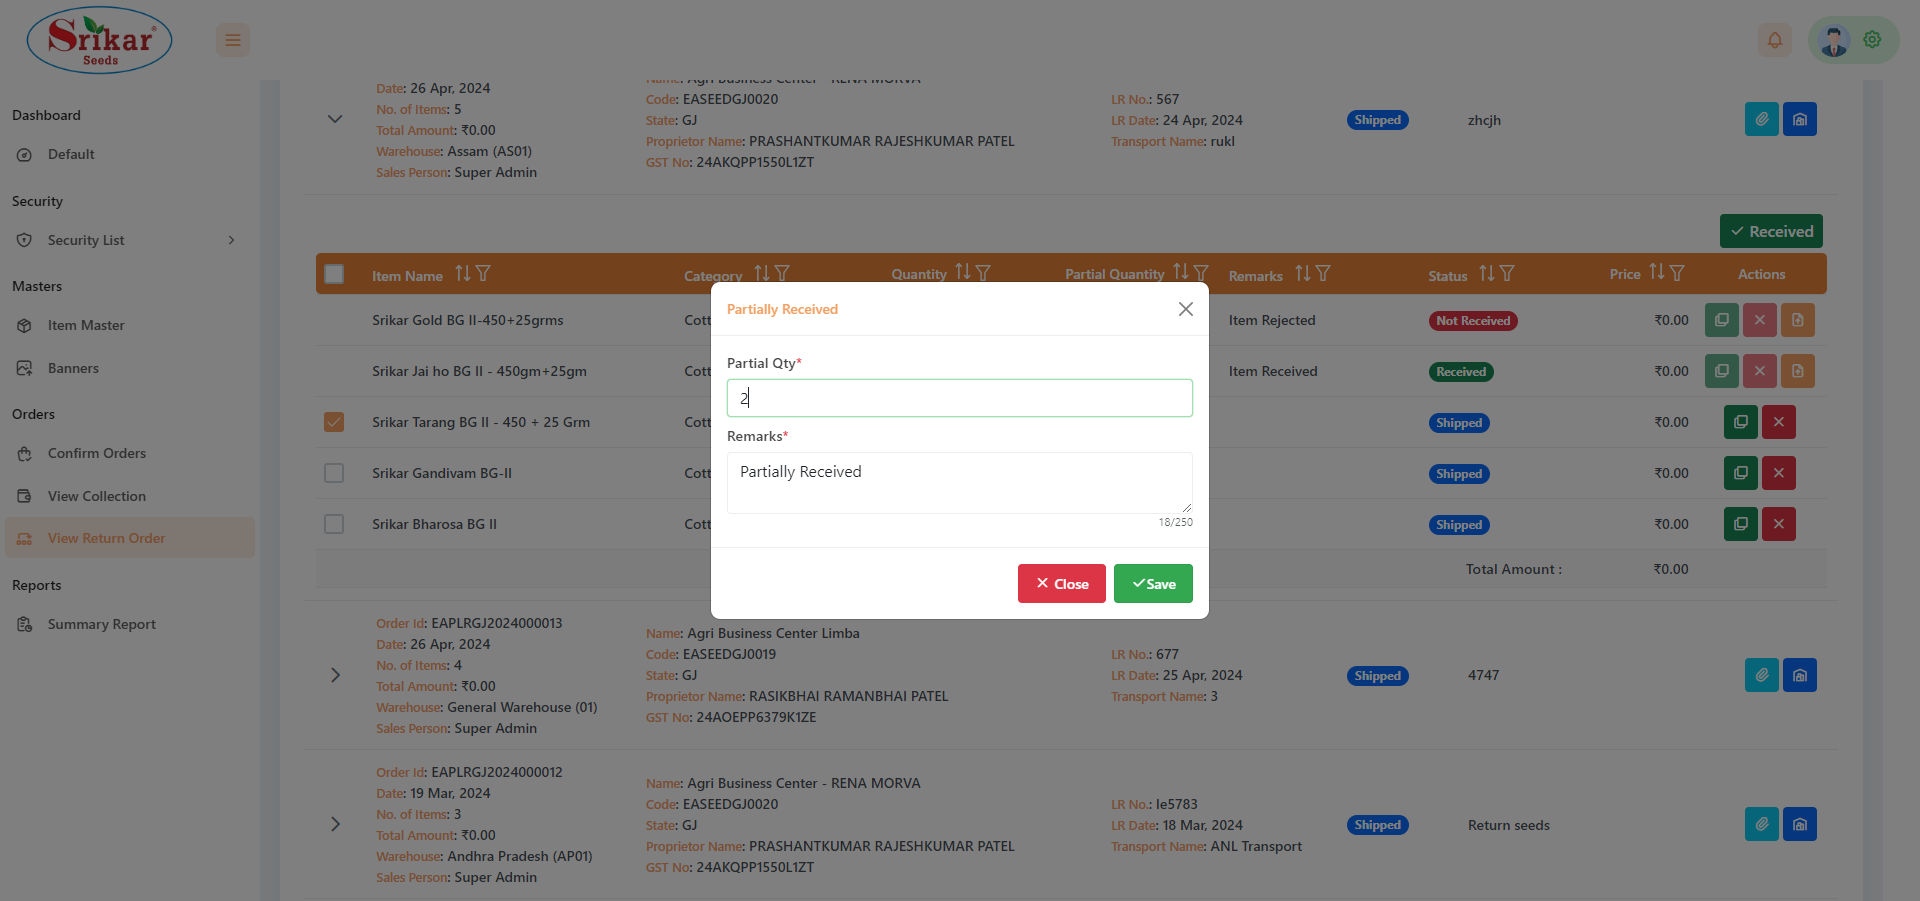 Srikar
Seeds
Dashboard
Default
Security
Security List
Masters
Item Master
Banners
Orders
Confirm Orders
View Collection
View Return Order
Reports
Summary Report
Date: 26 Apr, 2024
No. of Items: 5
Total Amount: ₹0.00
Warehouse: Assam (AS01)
Sales Person: Super Admin
Name: Agri Business Center - RENA MORVA
Code: EASEEDGJ0020
State: GJ
Proprietor Name: PRASHANTKUMAR RAJESHKUMAR PATEL
GST No: 24AKQPP1550L1ZT
LR No.: 567
LR Date: 24 Apr, 2024
Transport Name: rukl
Shipped
zhcjh
Received
Item Name Category Quantity Partial Quantity Remarks Status Price Actions
Srikar Gold BG II-450+25grms Cott Item Rejected Not Received ₹0.00
Srikar Jai ho BG II - 450gm+25gm Cott Item Received Received ₹0.00
Srikar Tarang BG II - 450 + 25 Grm Cott Shipped ₹0.00
Srikar Gandivam BG-II Cott Shipped ₹0.00
Srikar Bharosa BG II Cott Shipped ₹0.00
Total Amount : ₹0.00
Partially Received
Partial Qty*
2
Remarks*
Partially Received
18/250
Close
Save
Order Id: EAPLRGJ2024000013
Date: 26 Apr, 2024
No. of Items: 4
Total Amount: ₹0.00
Warehouse: General Warehouse (01)
Sales Person: Super Admin
Name: Agri Business Center Limba
Code: EASEEDGJ0019
State: GJ
Proprietor Name: RASIKBHAI RAMANBHAI PATEL
GST No: 24AOEPP6379K1ZE
LR No.: 677
LR Date: 25 Apr, 2024
Transport Name: 3
Shipped
4747
Order Id: EAPLRGJ2024000012
Date: 19 Mar, 2024
No. of Items: 3
Total Amount: ₹0.00
Warehouse: Andhra Pradesh (AP01)
Sales Person: Super Admin
Name: Agri Business Center - RENA MORVA
Code: EASEEDGJ0020
State: GJ
Proprietor Name: PRASHANTKUMAR RAJESHKUMAR PATEL
GST No: 24AKQPP1550L1ZT
LR No.: le5783
LR Date: 18 Mar, 2024
Transport Name: ANL Transport
Shipped
Return seeds